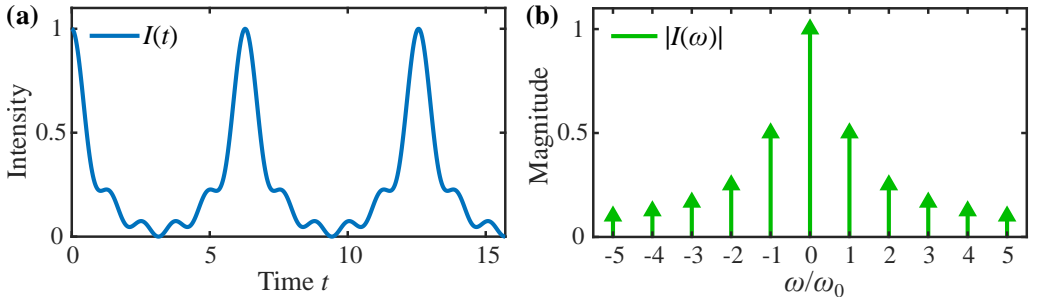 (a)
I(t)
1
0.5
0
Intensity
0 5 10 15
Time t
(b)
|I(ω)|
1
0.5
0
Magnitude
-5 -4 -3 -2 -1 0 1 2 3 4 5
ω/ω₀